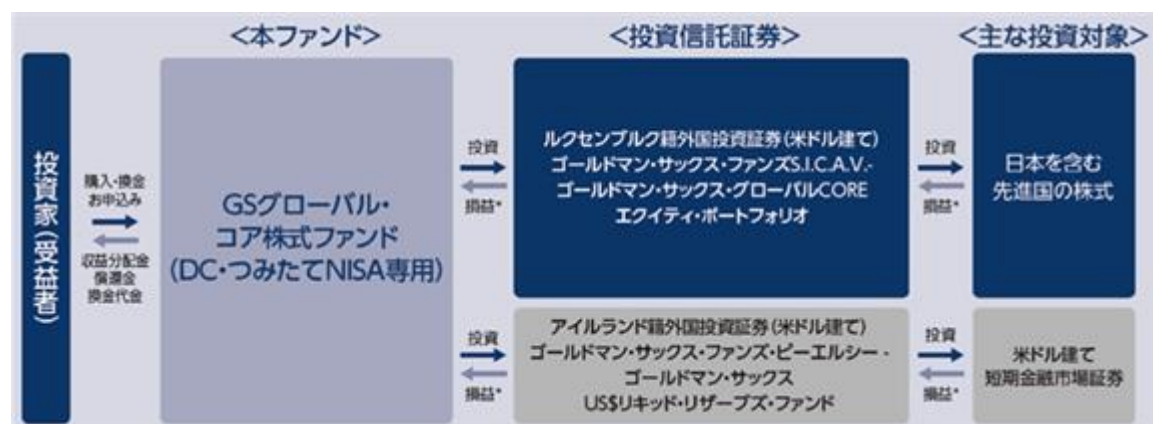 <本ファンド>
<投資信託証券>
<主な投資対象>
投資家(受益者)
購入・換金
お申込み
収益分配金
償還金
換金代金
GSグローバル・
コア株式ファンド
(DC・つみたてNISA専用)
投資
損益*
ルクセンブルク籍外国投資証券(米ドル建て)
ゴールドマン・サックス・ファンズS.I.C.A.V.-
ゴールドマン・サックス・グローバルCORE
エクイティ・ポートフォリオ
投資
損益*
日本を含む
先進国の株式
投資
損益*
アイルランド籍外国投資証券(米ドル建て)
ゴールドマン・サックス・ファンズ・ピーエルシー -
ゴールドマン・サックス
US$リキッド・リザーブズ・ファンド
投資
損益*
米ドル建て
短期金融市場証券